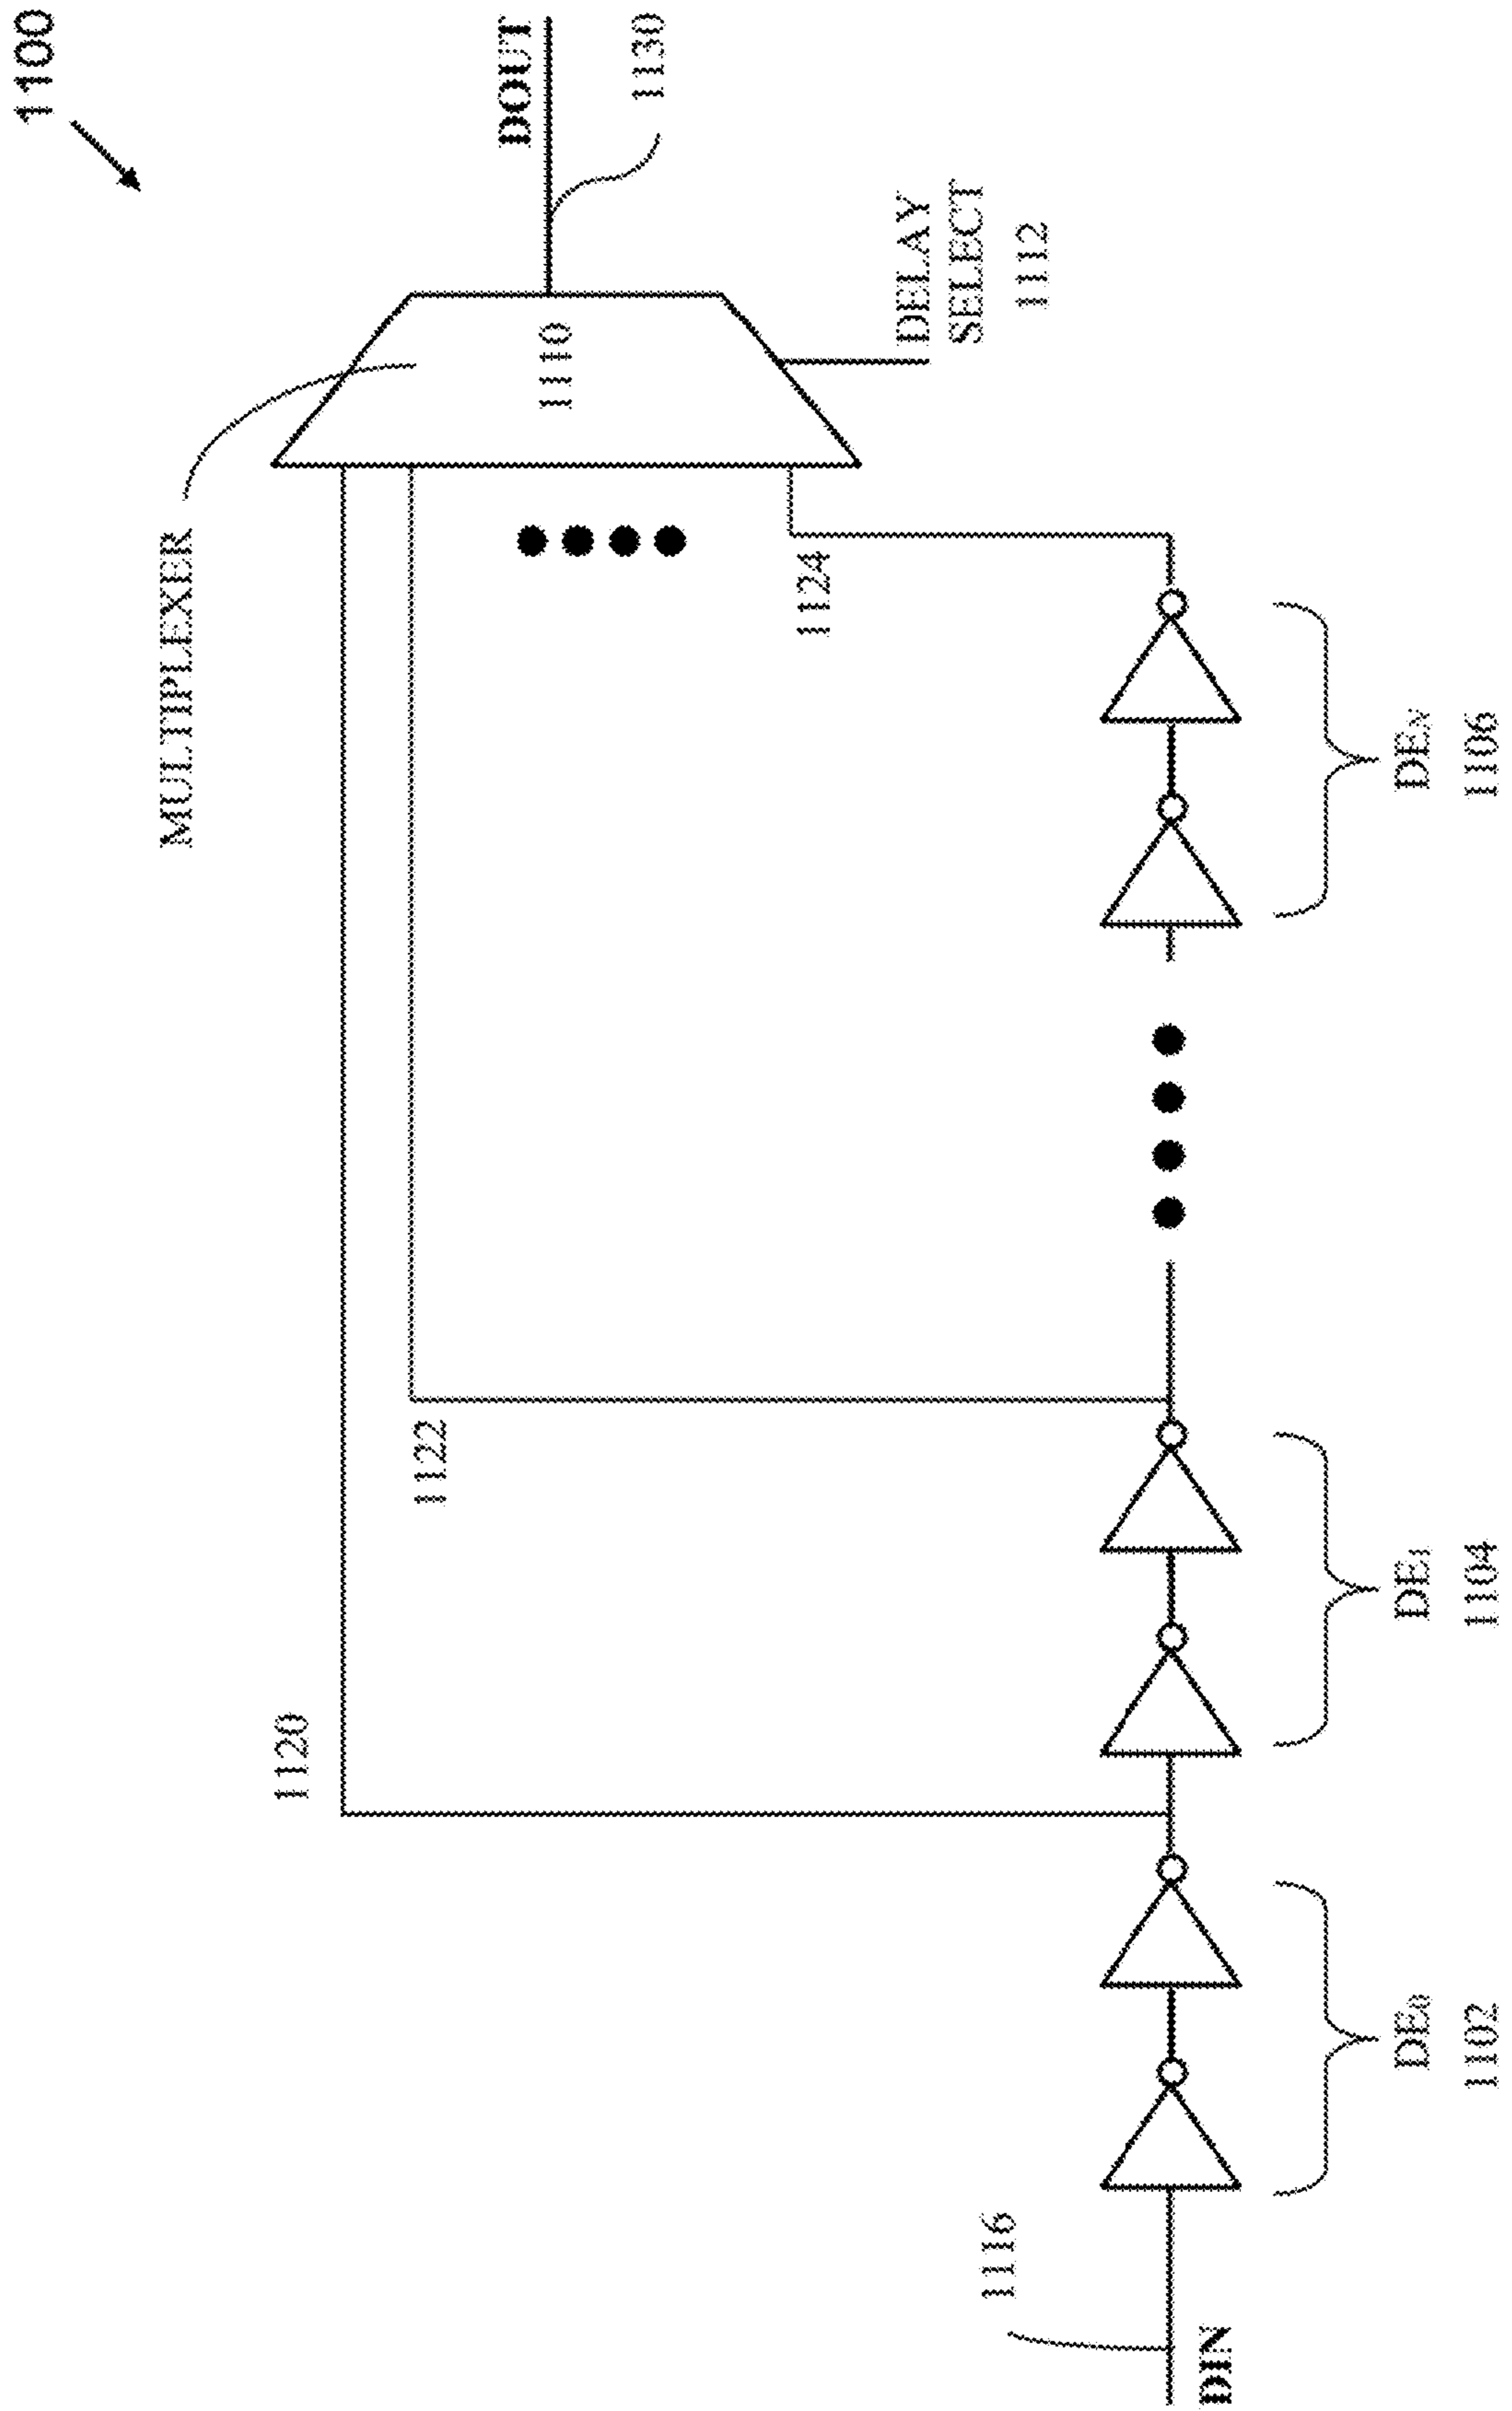 1100
MULTIPLEXER
1110
DOUT
1130
DELAY
SELECT
1112
1120
1122
1124
1116
DIN
DE0
1102
DE1
1104
DEN
1106